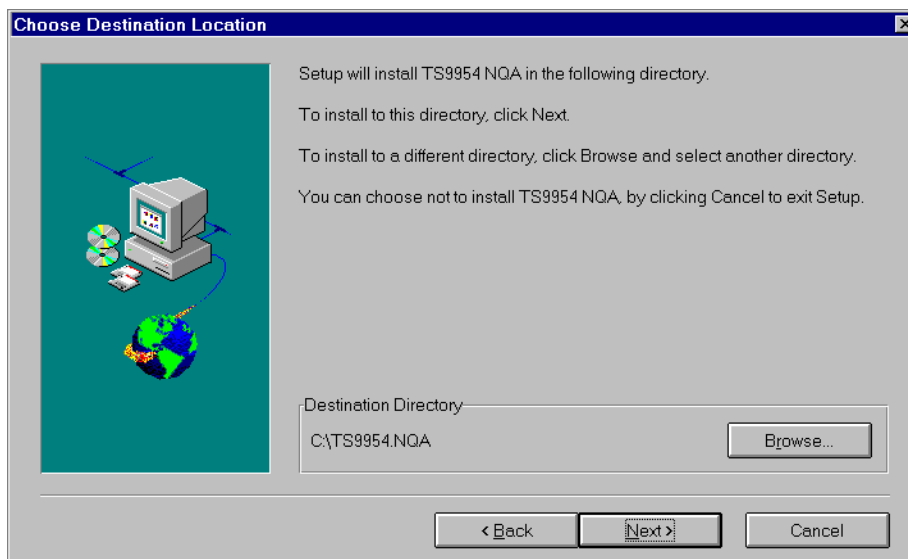 Choose Destination Location
Setup will install TS9954 NQA in the following directory.
To install to this directory, click Next.
To install to a different directory, click Browse and select another directory.
You can choose not to install TS9954 NQA, by clicking Cancel to exit Setup.
Destination Directory
C:\TS9954.NQA
Browse...
< Back
Next >
Cancel